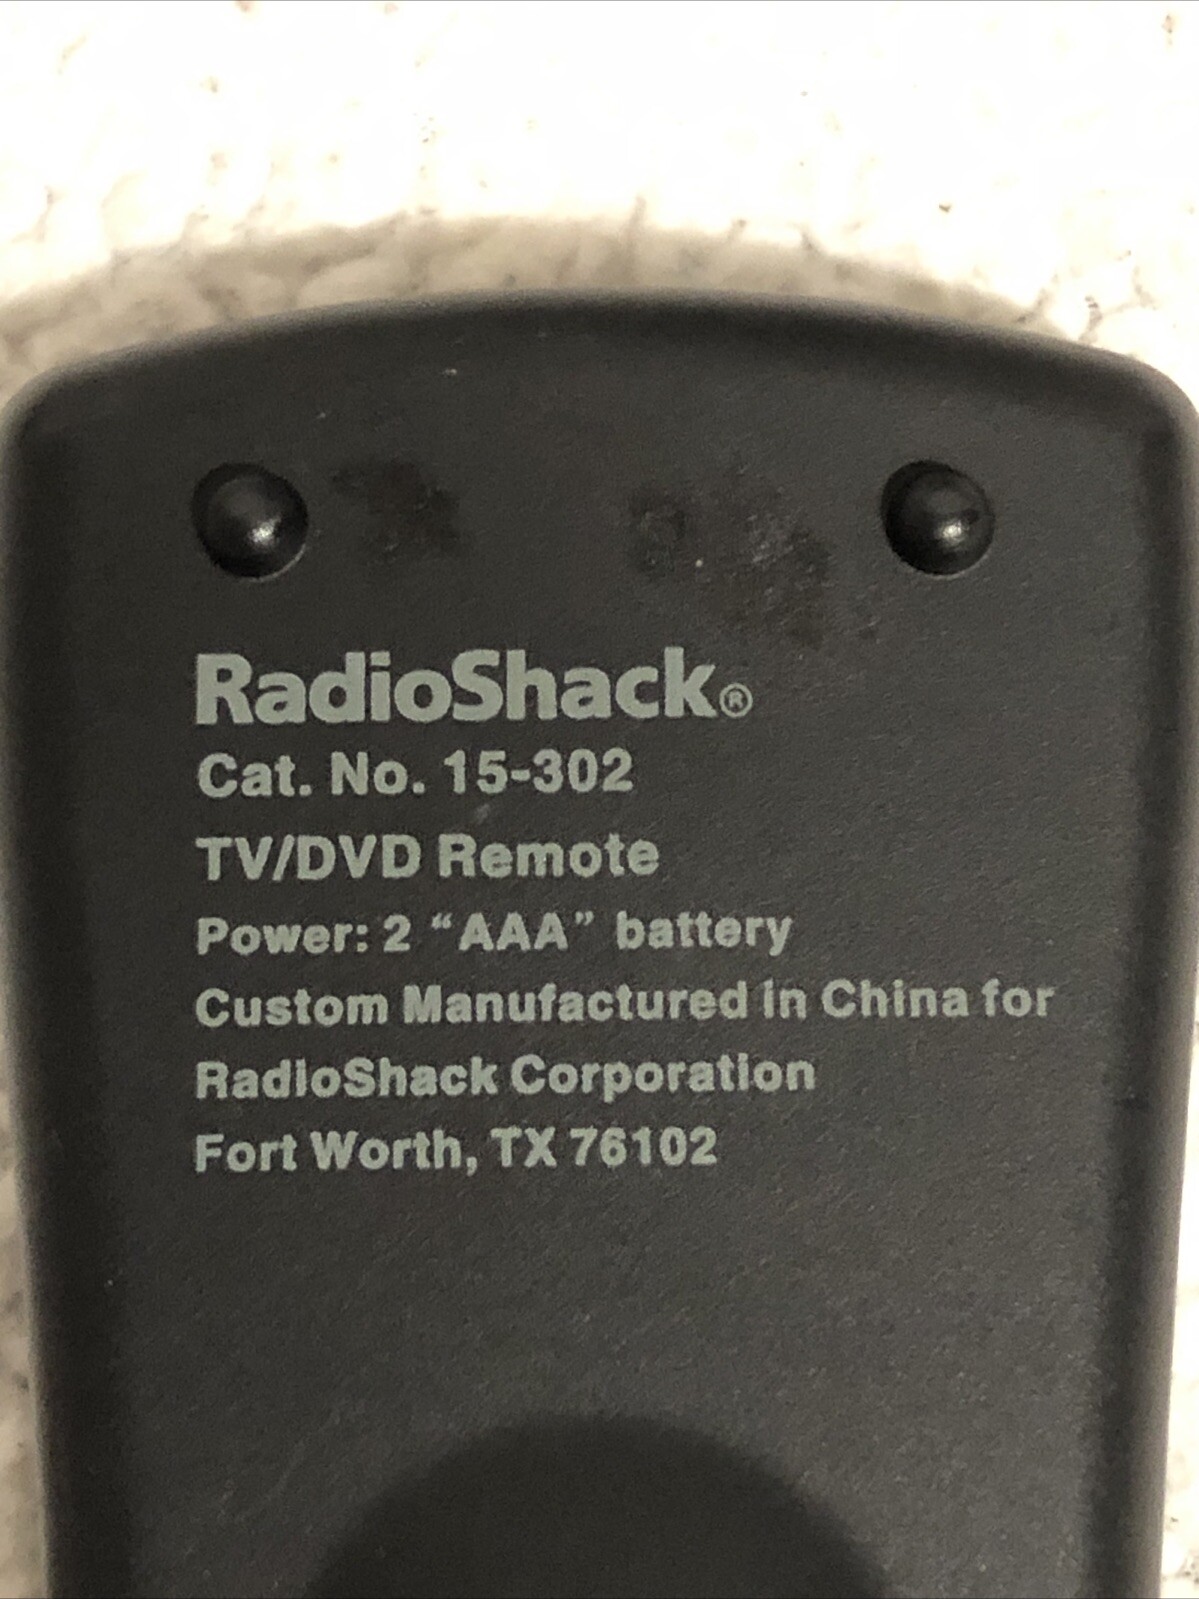 RadioShack®
Cat. No. 15-302
TV/DVD Remote
Power: 2 “AAA” battery
Custom Manufactured in China for
RadioShack Corporation
Fort Worth, TX 76102